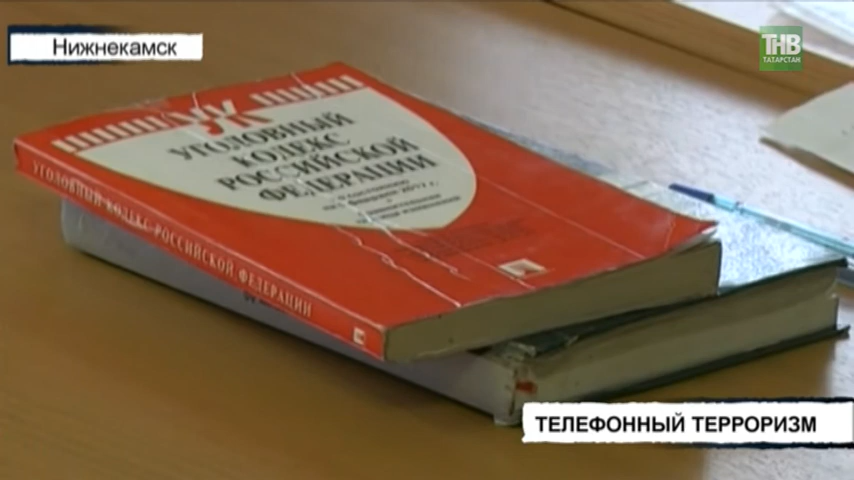 Нижнекамск
ТНВ
ТАТАРСТАН
УК
УГОЛОВНЫЙ
КОДЕКС
РОССИЙСКОЙ
ФЕДЕРАЦИИ
УГОЛОВНЫЙ КОДЕКС РОССИЙСКОЙ ФЕДЕРАЦИИ
ТЕЛЕФОННЫЙ ТЕРРОРИЗМ